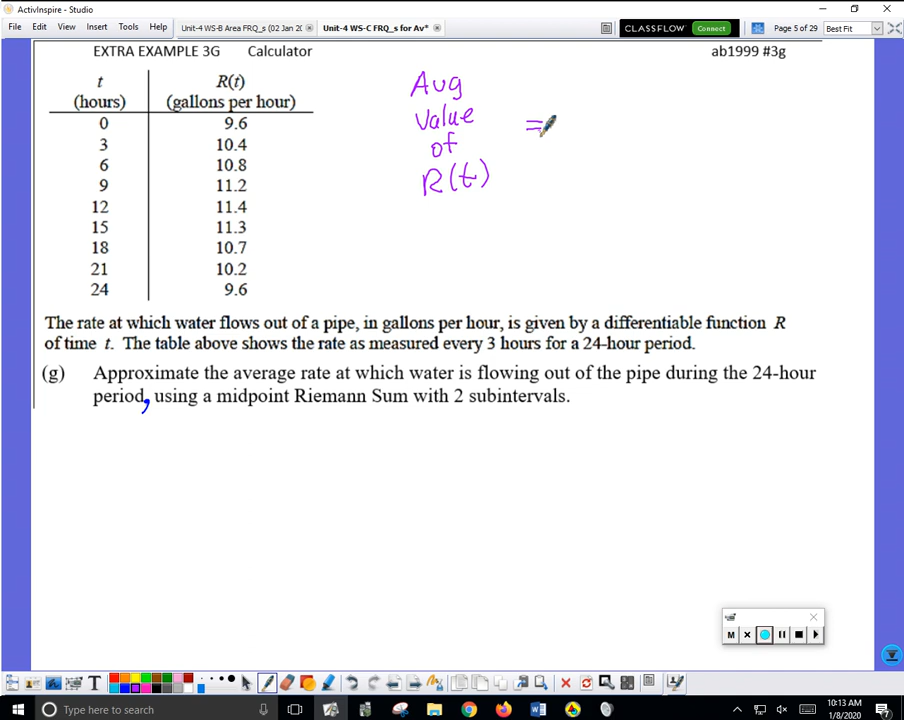 ActivInspire - Studio
File Edit View Insert Tools Help Unit-4 WS-B Area FRQ_s (02 Jan 20 Unit-4 WS-C FRQ_s for Av* CLASSFLOW Connect Page 5 of 29 Best Fit
EXTRA EXAMPLE 3G Calculator ab1999 #3g
t R(t)
(hours) (gallons per hour)
0 9.6
3 10.4
6 10.8
9 11.2
12 11.4
15 11.3
18 10.7
21 10.2
24 9.6
Avg
value
of
R(t)
=
The rate at which water flows out of a pipe, in gallons per hour, is given by a differentiable function R
of time t. The table above shows the rate as measured every 3 hours for a 24-hour period.
(g) Approximate the average rate at which water is flowing out of the pipe during the 24-hour
period, using a midpoint Riemann Sum with 2 subintervals.
M
T
Type here to search
10:13 AM
1/8/2020